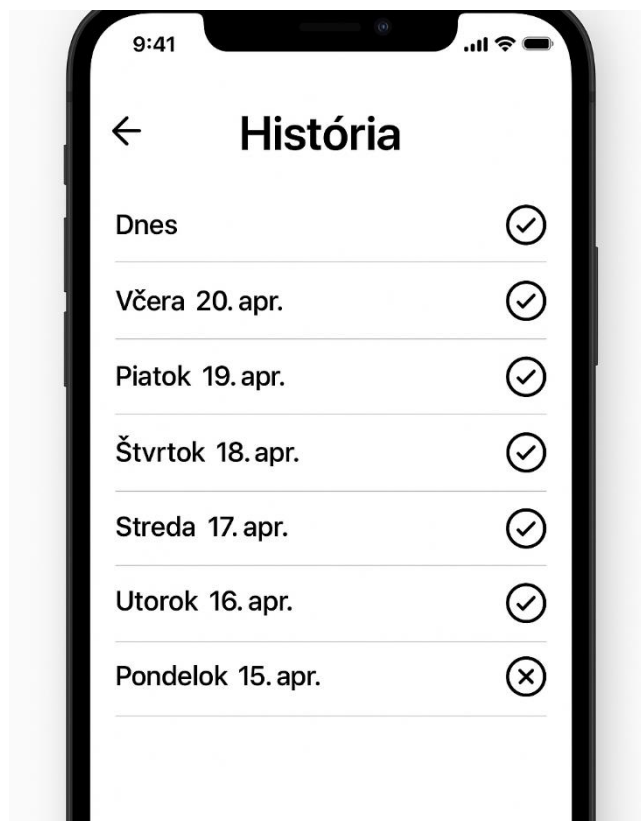 9:41
História
Dnes
Včera 20. apr.
Piatok 19. apr.
Štvrtok 18. apr.
Streda 17. apr.
Utorok 16. apr.
Pondelok 15. apr.